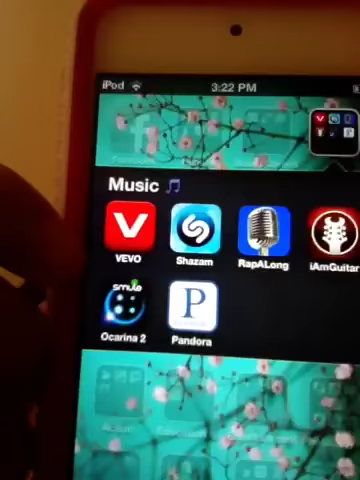 iPod 3:22 PM
Music
VEVO Shazam RapALong iAmGuitar
smule
Ocarina 2 Pandora